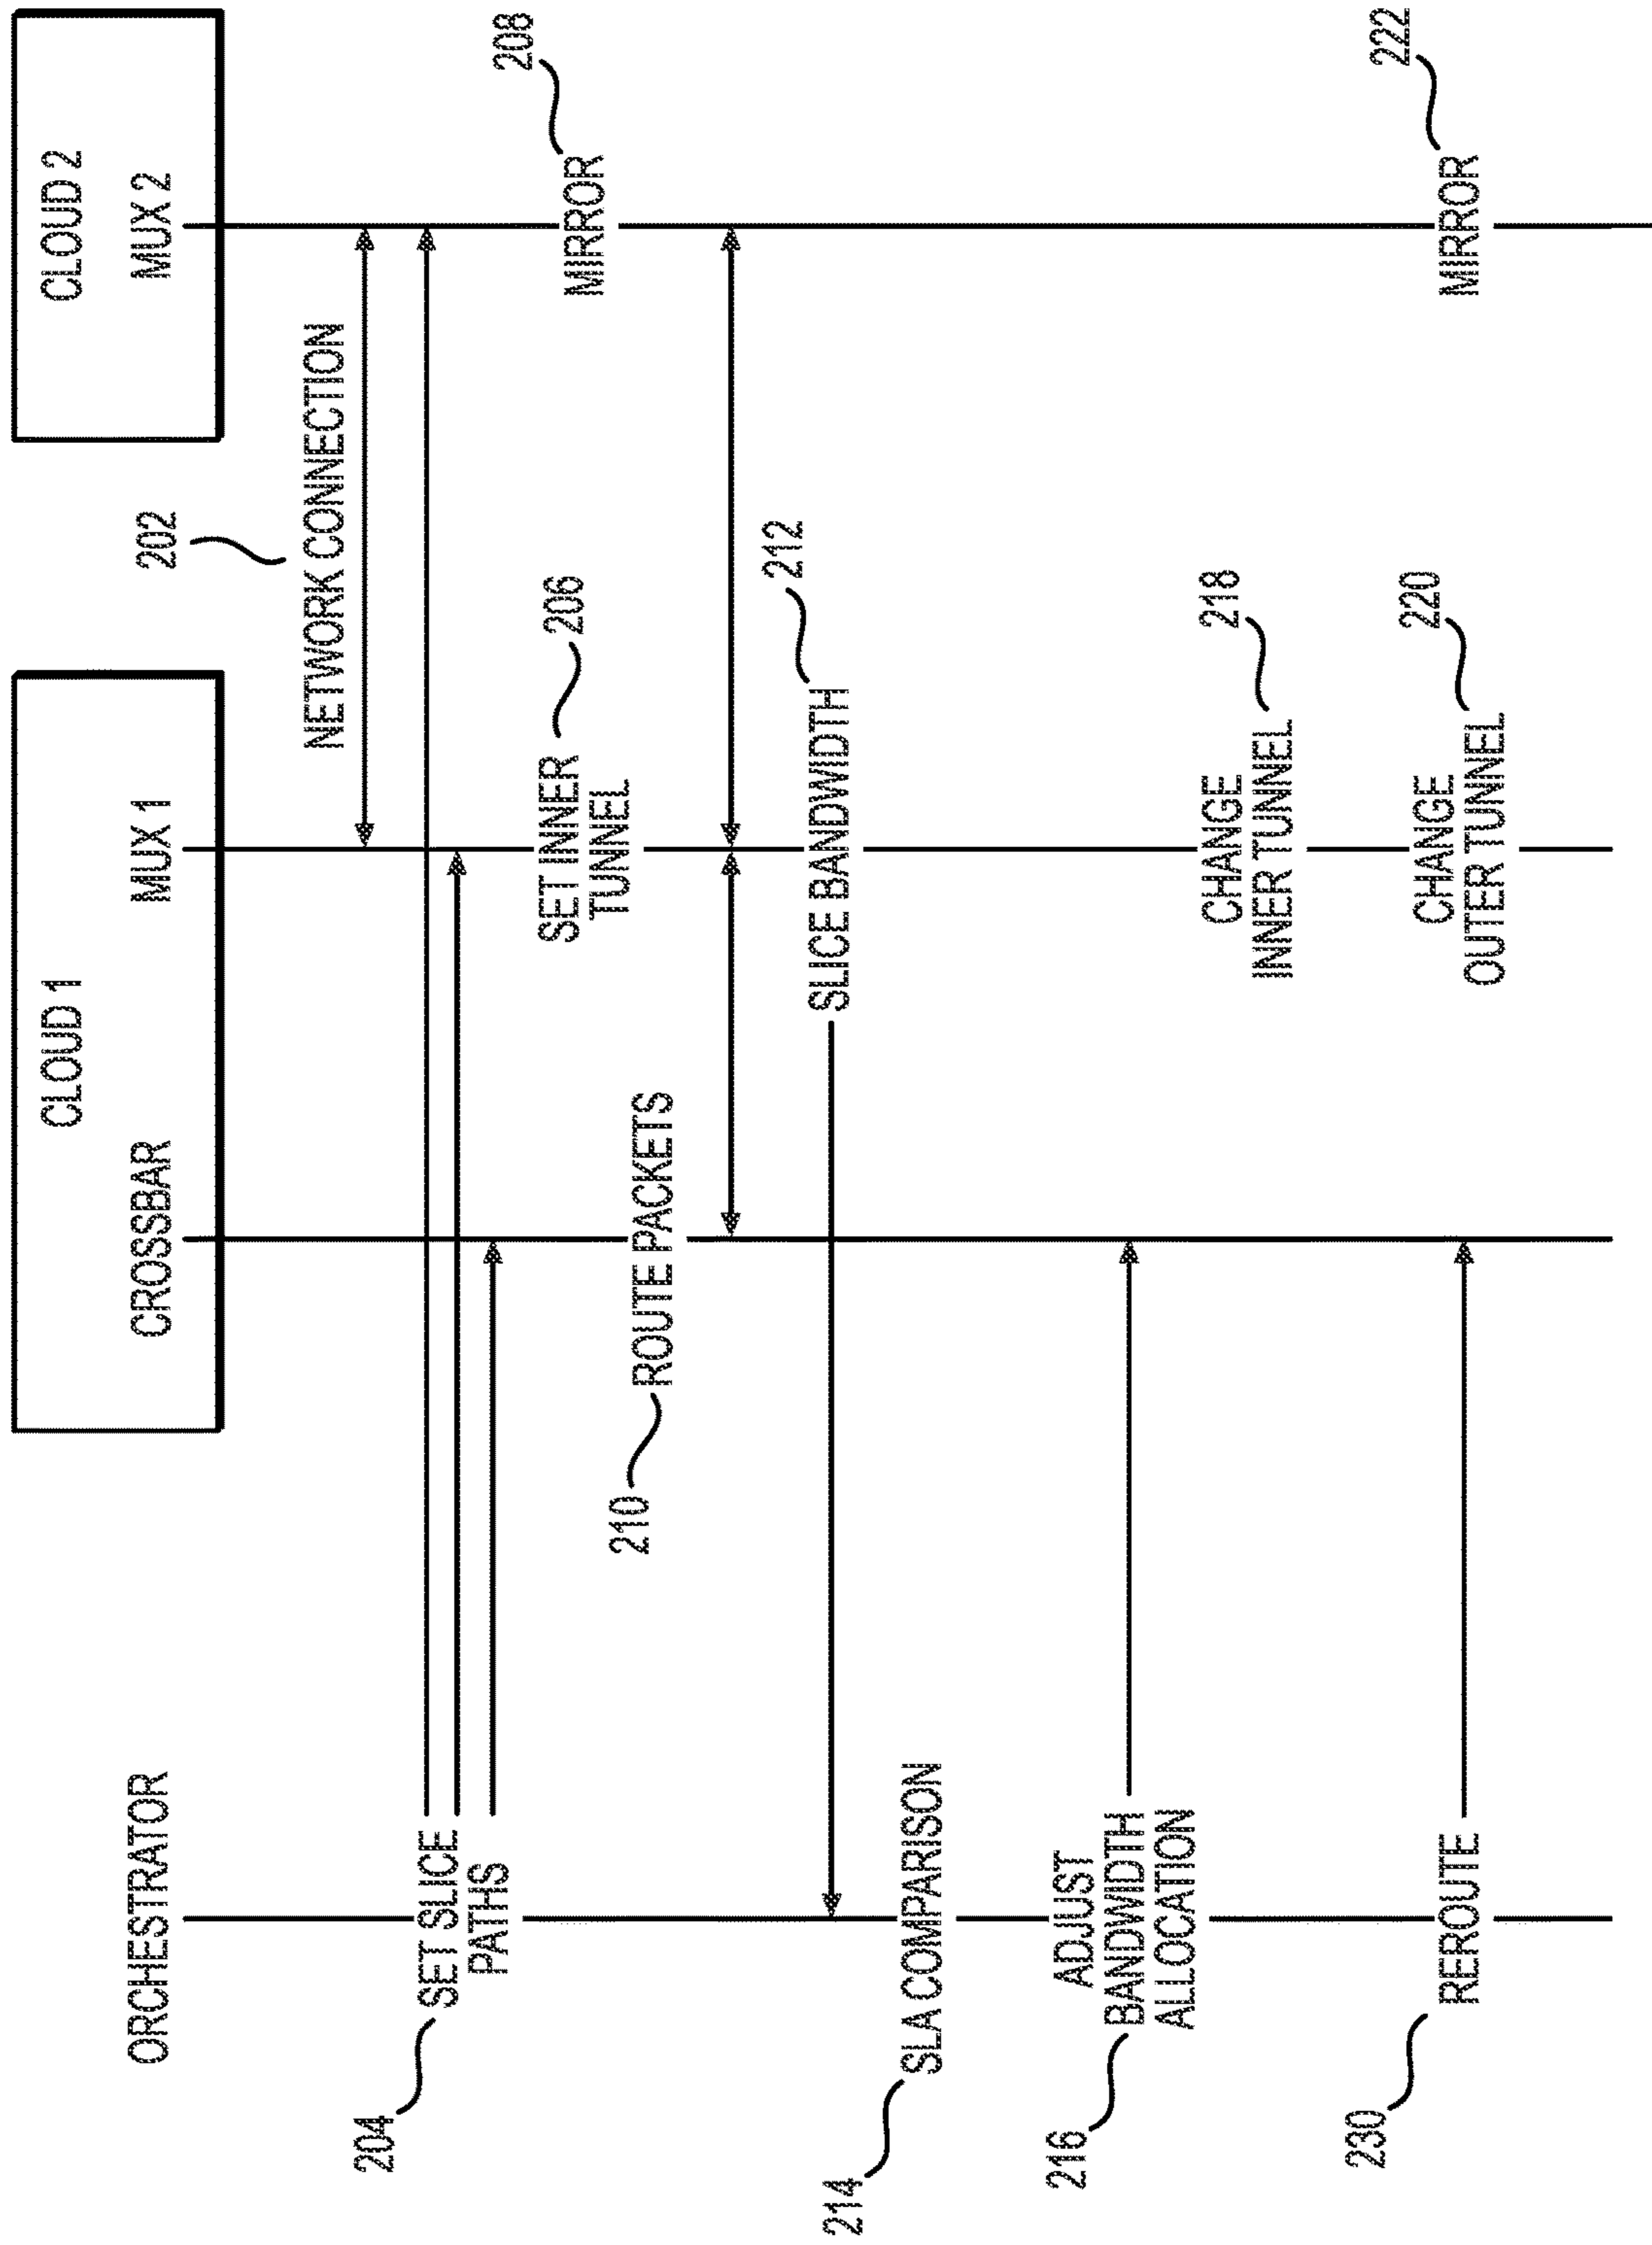 ORCHESTRATOR
CLOUD 1
CROSSBAR
MUX 1
CLOUD 2
MUX 2
202
NETWORK CONNECTION
204
SET SLICE
PATHS
SET INNER
TUNNEL
206
MIRROR
208
210
ROUTE PACKETS
SLICE BANDWIDTH
212
214
SLA COMPARISON
216
ADJUST
BANDWIDTH
ALLOCATION
CHANGE
INNER TUNNEL
218
230
REROUTE
CHANGE
OUTER TUNNEL
220
MIRROR
222